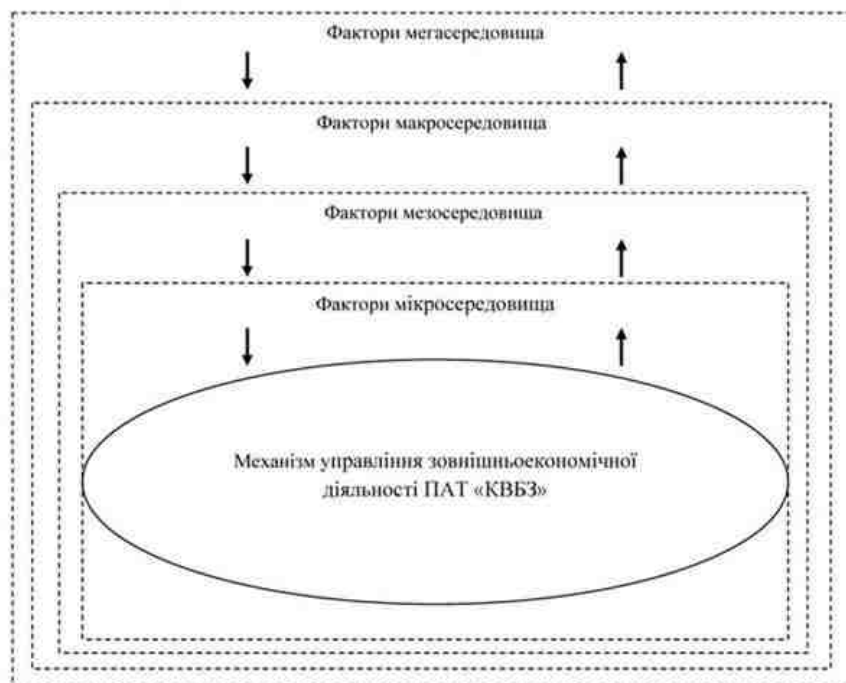 Фактори мегасередовища
Фактори макросередовища
Фактори мезосередовища
Фактори мікросередовища
Механізм управління зовнішньоекономічної
діяльності ПАТ «КВБЗ»